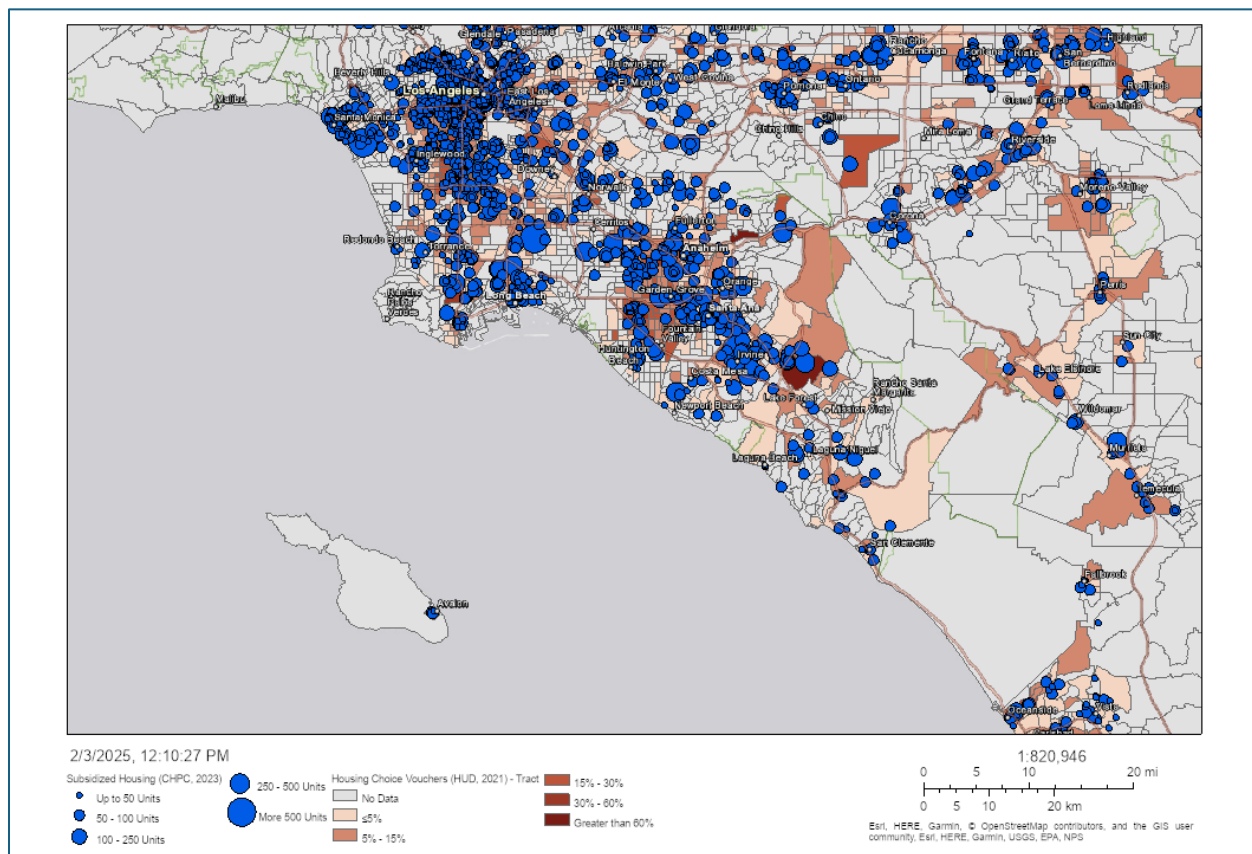 Glendale
Pasadena
Rancho
Cucamonga
Fontana
Rialto
San
Bernardino
Highland
Beverly Hills
Baldwin Park
El Monte
West Covina
Pomona
Ontario
Los Angeles
East Los
Angeles
Malibu
Santa Monica
Grand Terrace
Loma Linda
Redlands
Chino
Chino Hills
Mira Loma
Riverside
Inglewood
Downey
Norwalk
Moreno Valley
Cerritos
Fullerton
Corona
Redondo Beach
Torrance
Anaheim
Rancho
Palos
Verdes
Long Beach
Garden Grove
Orange
Santa Ana
Perris
Fountain
Valley
Huntington
Beach
Irvine
Sun City
Costa Mesa
Lake Elsinore
Rancho Santa
Margarita
Newport Beach
Lake Forest
Mission Viejo
Wildomar
Laguna Beach
Laguna Niguel
Murrieta
Temecula
San Clemente
Fallbrook
Avalon
Oceanside
Vista
2/3/2025, 12:10:27 PM
Subsidized Housing (CHPC, 2023)
Up to 50 Units
50 - 100 Units
100 - 250 Units
250 - 500 Units
More 500 Units
Housing Choice Vouchers (HUD, 2021) - Tract
No Data
≤5%
5% - 15%
15% - 30%
30% - 60%
Greater than 60%
1:820,946
0 5 10 20 mi
0 5 10 20 km
Esri, HERE, Garmin, © OpenStreetMap contributors, and the GIS user
community, Esri, HERE, Garmin, USGS, EPA, NPS